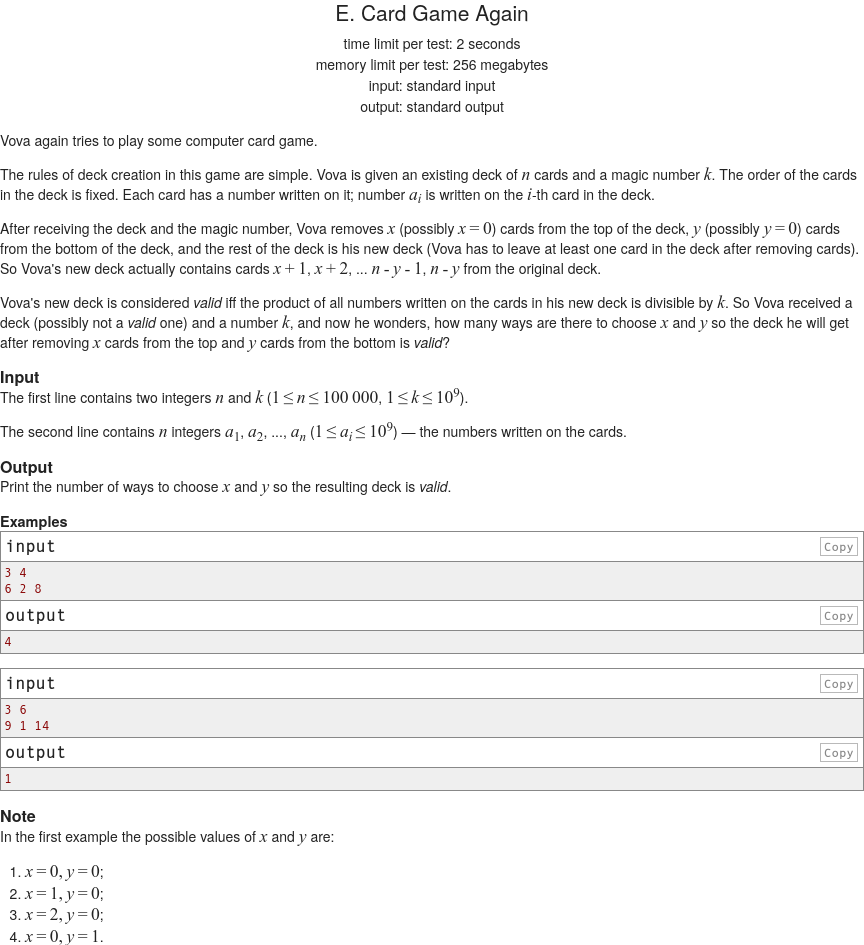 E. Card Game Again
time limit per test: 2 seconds
memory limit per test: 256 megabytes
input: standard input
output: standard output
Vova again tries to play some computer card game.
The rules of deck creation in this game are simple. Vova is given an existing deck of n cards and a magic number k. The order of the cards
in the deck is fixed. Each card has a number written on it; number a_i is written on the i-th card in the deck.
After receiving the deck and the magic number, Vova removes x (possibly x = 0) cards from the top of the deck, y (possibly y = 0) cards
from the bottom of the deck, and the rest of the deck is his new deck (Vova has to leave at least one card in the deck after removing cards).
So Vova's new deck actually contains cards x + 1, x + 2, ... n - y - 1, n - y from the original deck.
Vova's new deck is considered valid iff the product of all numbers written on the cards in his new deck is divisible by k. So Vova received a
deck (possibly not a valid one) and a number k, and now he wonders, how many ways are there to choose x and y so the deck he will get
after removing x cards from the top and y cards from the bottom is valid?
Input
The first line contains two integers n and k (1 ≤ n ≤ 100 000, 1 ≤ k ≤ 10^9).
The second line contains n integers a_1, a_2, ..., a_n (1 ≤ a_i ≤ 10^9) — the numbers written on the cards.
Output
Print the number of ways to choose x and y so the resulting deck is valid.
Examples
input Copy
3 4
6 2 8
output Copy
4
input Copy
3 6
9 1 14
output Copy
1
Note
In the first example the possible values of x and y are:
1. x = 0, y = 0;
2. x = 1, y = 0;
3. x = 2, y = 0;
4. x = 0, y = 1.